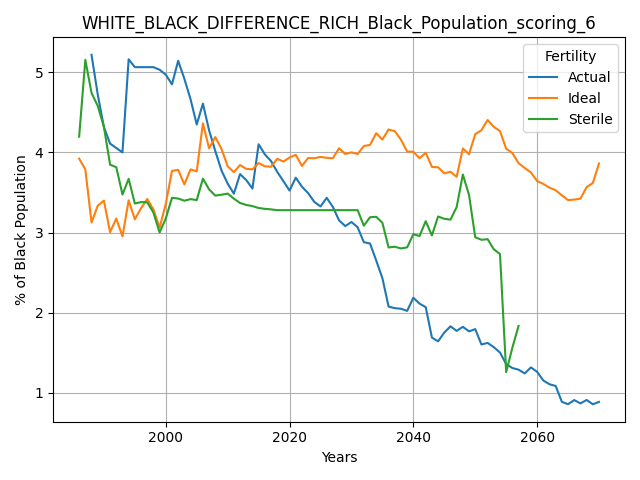 WHITE_BLACK_DIFFERENCE_RICH_Black_Population_scoring_6
Fertility
Actual
Ideal
Sterile
% of Black Population
5
4
3
2
1
2000
2020
2040
2060
Years